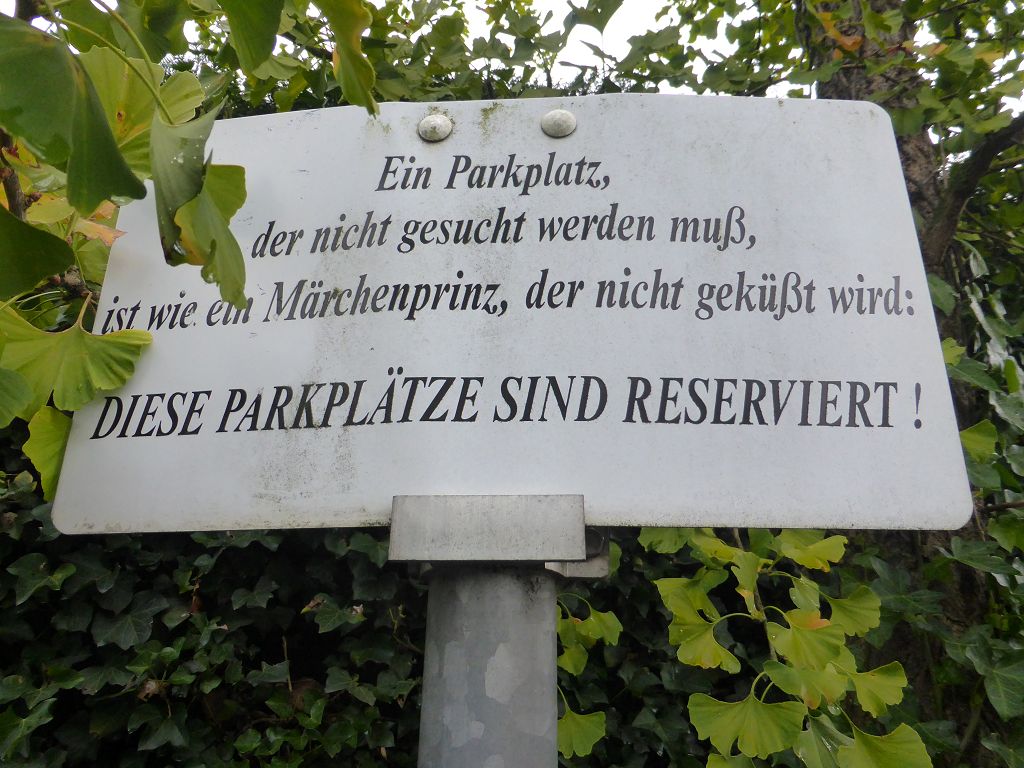 Ein Parkplatz,
der nicht gesucht werden muß,
ist wie ein Märchenprinz, der nicht geküßt wird:
DIESE PARKPLÄTZE SIND RESERVIERT !